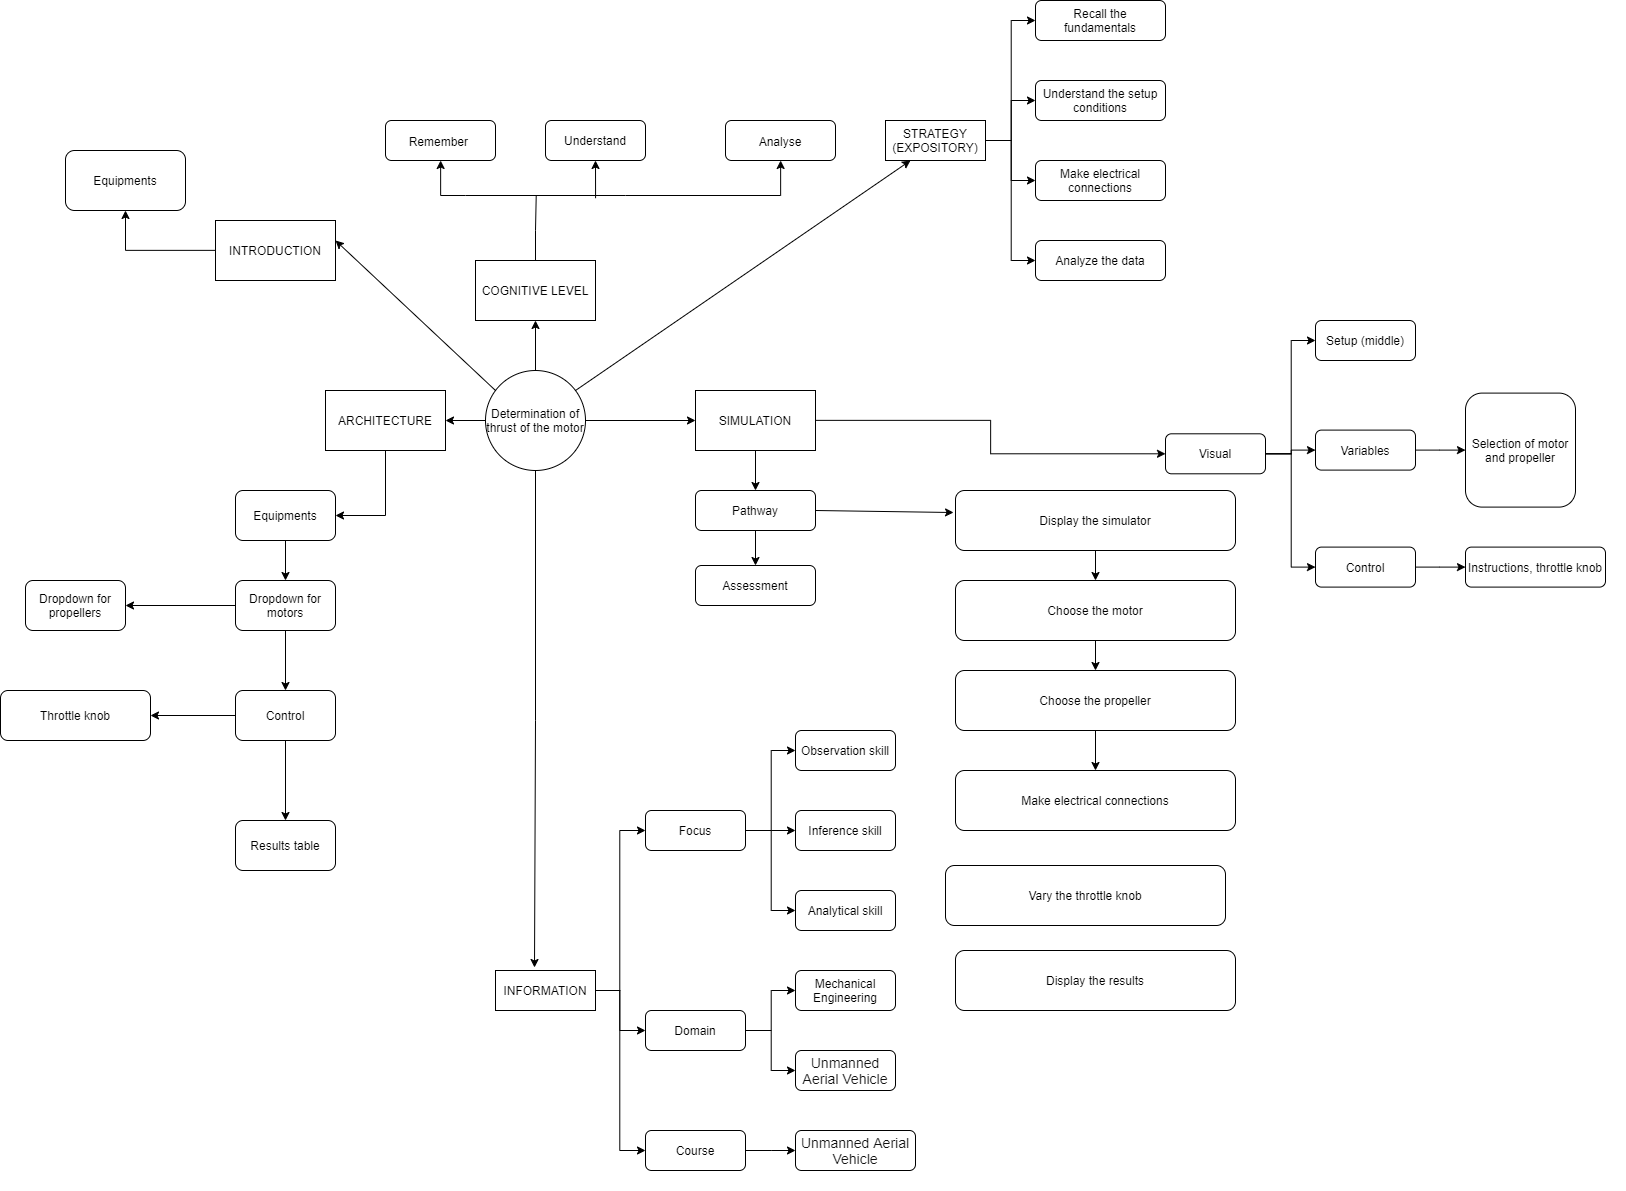 Recall the
fundamentals
Understand the setup
conditions
Remember
Understand
Analyse
STRATEGY
(EXPOSITORY)
Make electrical
connections
Equipments
INTRODUCTION
Analyze the data
COGNITIVE LEVEL
Setup (middle)
ARCHITECTURE
Determination of
thrust of the motor
SIMULATION
Visual
Variables
Selection of motor
and propeller
Equipments
Pathway
Display the simulator
Control
Instructions, throttle knob
Assessment
Dropdown for
propellers
Dropdown for
motors
Choose the motor
Throttle knob
Control
Choose the propeller
Observation skill
Make electrical connections
Results table
Focus
Inference skill
Vary the throttle knob
Analytical skill
Display the results
INFORMATION
Mechanical
Engineering
Domain
Unmanned
Aerial Vehicle
Course
Unmanned Aerial
Vehicle